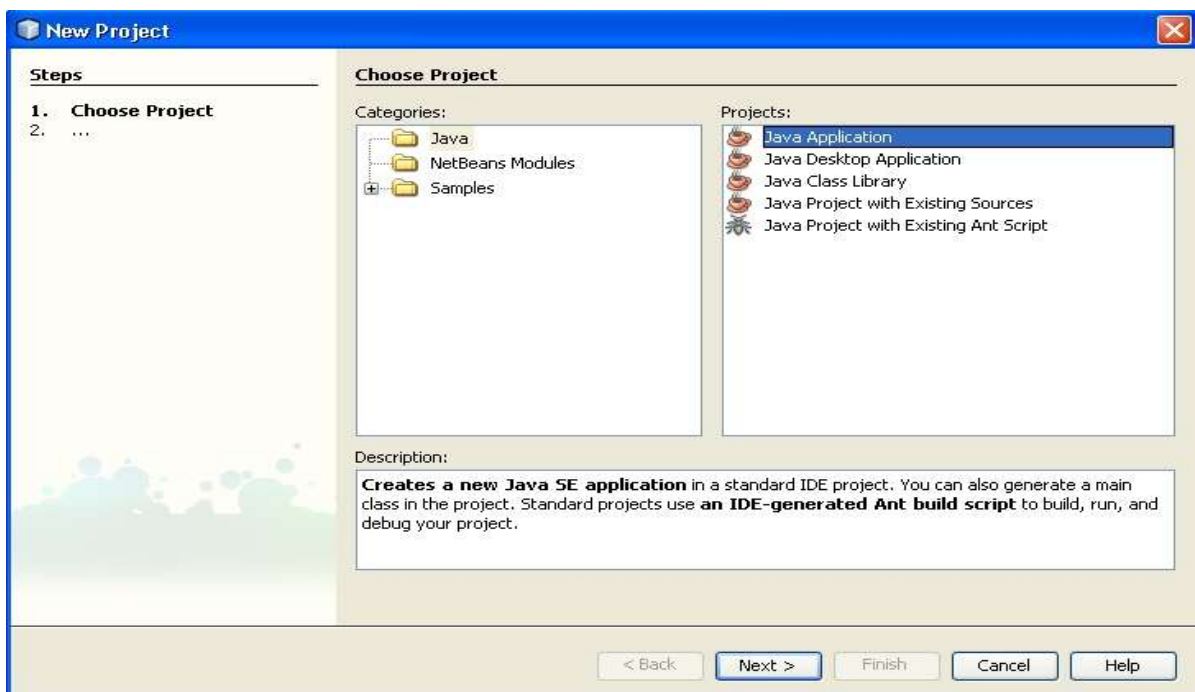 New Project
Steps
1. Choose Project
2. ...
Choose Project
Categories:
Java
NetBeans Modules
Samples
Projects:
Java Application
Java Desktop Application
Java Class Library
Java Project with Existing Sources
Java Project with Existing Ant Script
Description:
Creates a new Java SE application in a standard IDE project. You can also generate a main
class in the project. Standard projects use an IDE-generated Ant build script to build, run, and
debug your project.
< Back
Next >
Finish
Cancel
Help